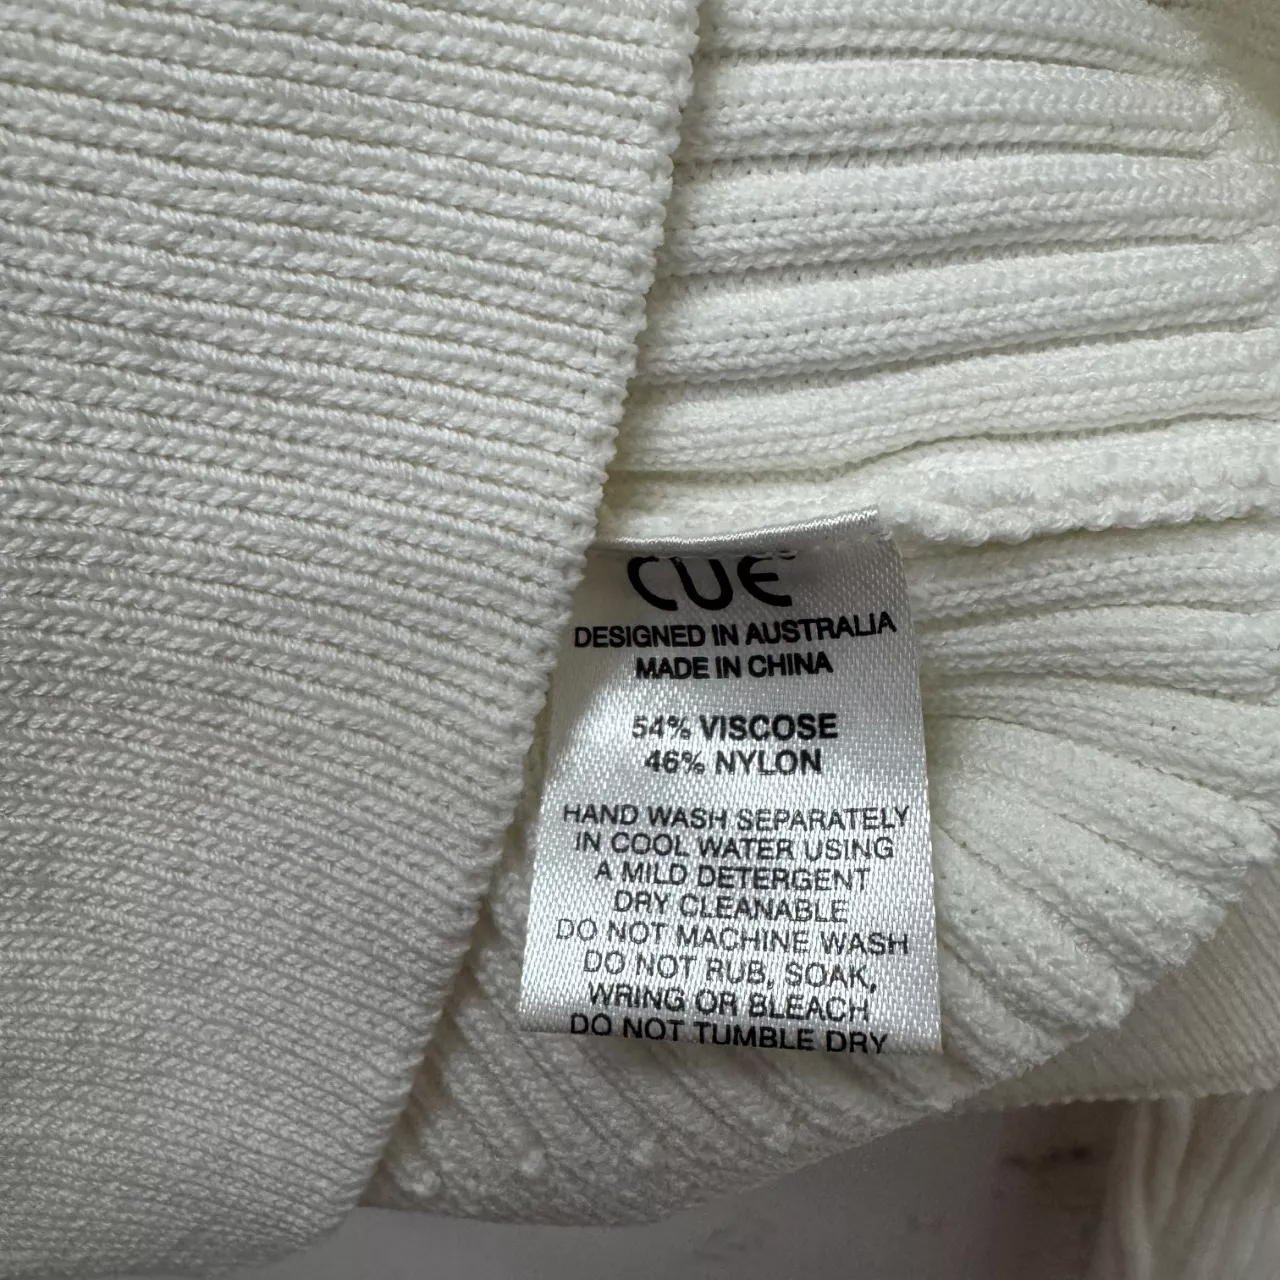 CUE
DESIGNED IN AUSTRALIA
MADE IN CHINA
54% VISCOSE
46% NYLON
HAND WASH SEPARATELY
IN COOL WATER USING
A MILD DETERGENT
DRY CLEANABLE
DO NOT MACHINE WASH
DO NOT RUB, SOAK,
WRING OR BLEACH
DO NOT TUMBLE DRY